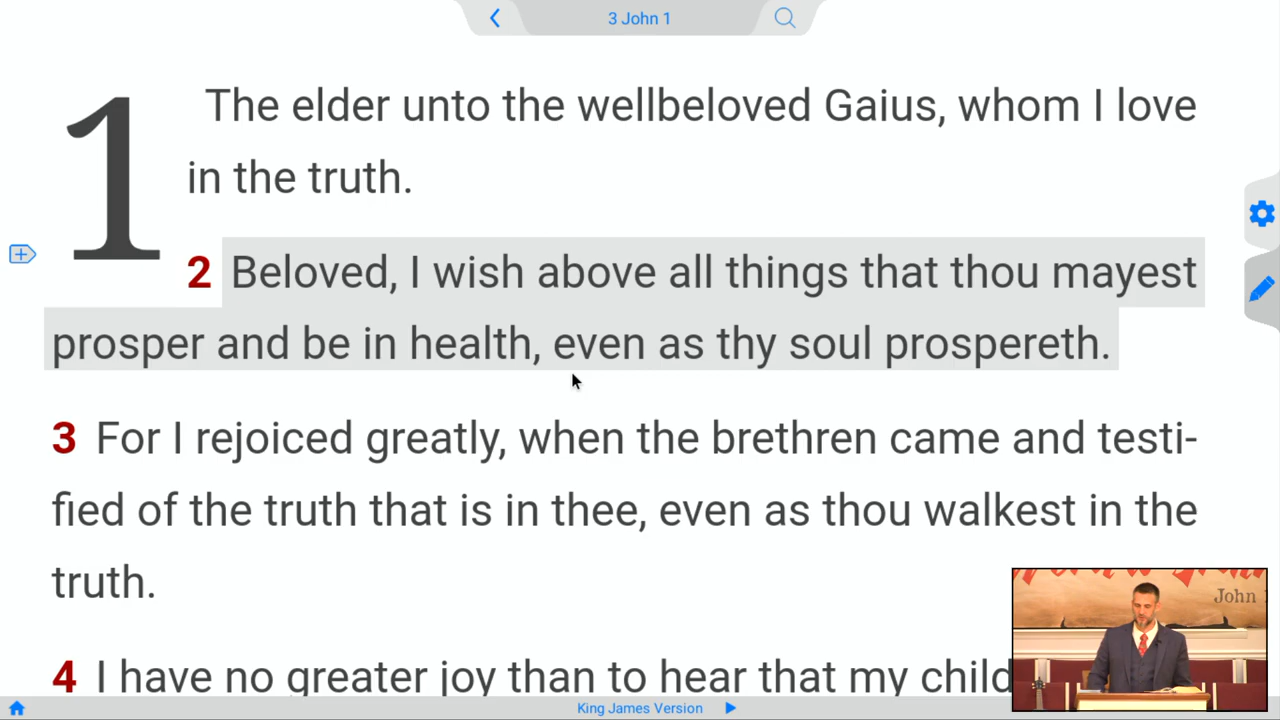 3 John 1
1 The elder unto the wellbeloved Gaius, whom I love
in the truth.
2 Beloved, I wish above all things that thou mayest
prosper and be in health, even as thy soul prospereth.
3 For I rejoiced greatly, when the brethren came and testi-
fied of the truth that is in thee, even as thou walkest in the
truth.
4 I have no greater joy than to hear that my child
John
King James Version